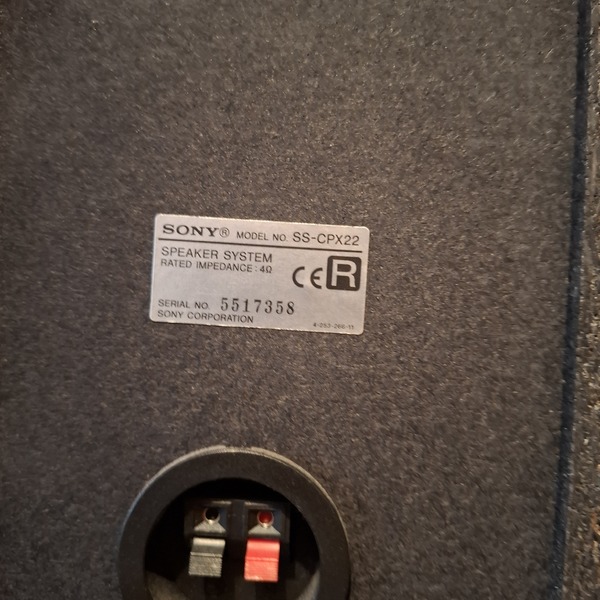 SONY® MODEL NO. SS-CPX22
SPEAKER SYSTEM
RATED IMPEDANCE : 4Ω
CE R
SERIAL NO. 5517358
SONY CORPORATION